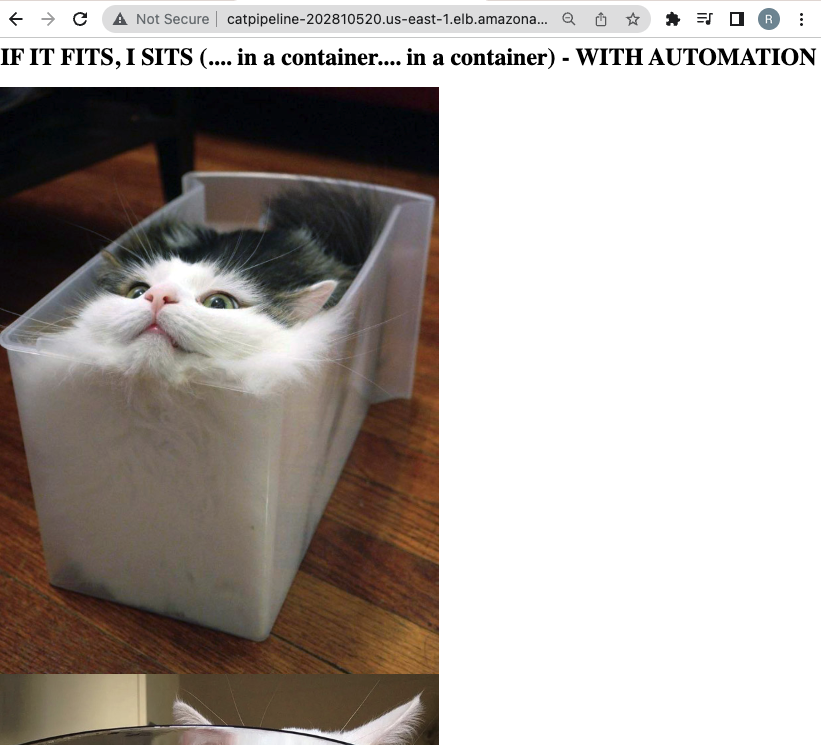 Not Secure
catpipeline-202810520.us-east-1.elb.amazona...
R
IF IT FITS, I SITS (.... in a container.... in a container) - WITH AUTOMATION